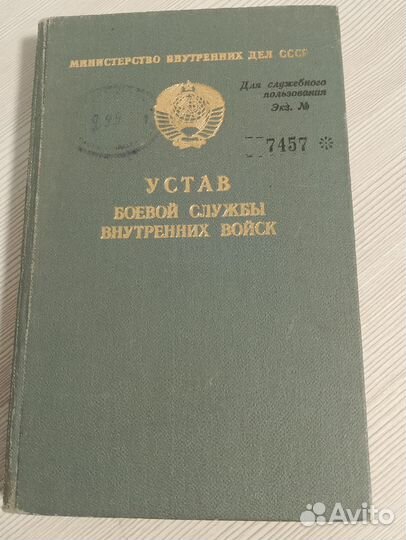 МИНИСТЕРСТВО ВНУТРЕННИХ ДЕЛ СССР
Для служебного
пользования
Экз. №
7457 *
УСТАВ
БОЕВОЙ СЛУЖБЫ
ВНУТРЕННИХ ВОЙСК
Avito